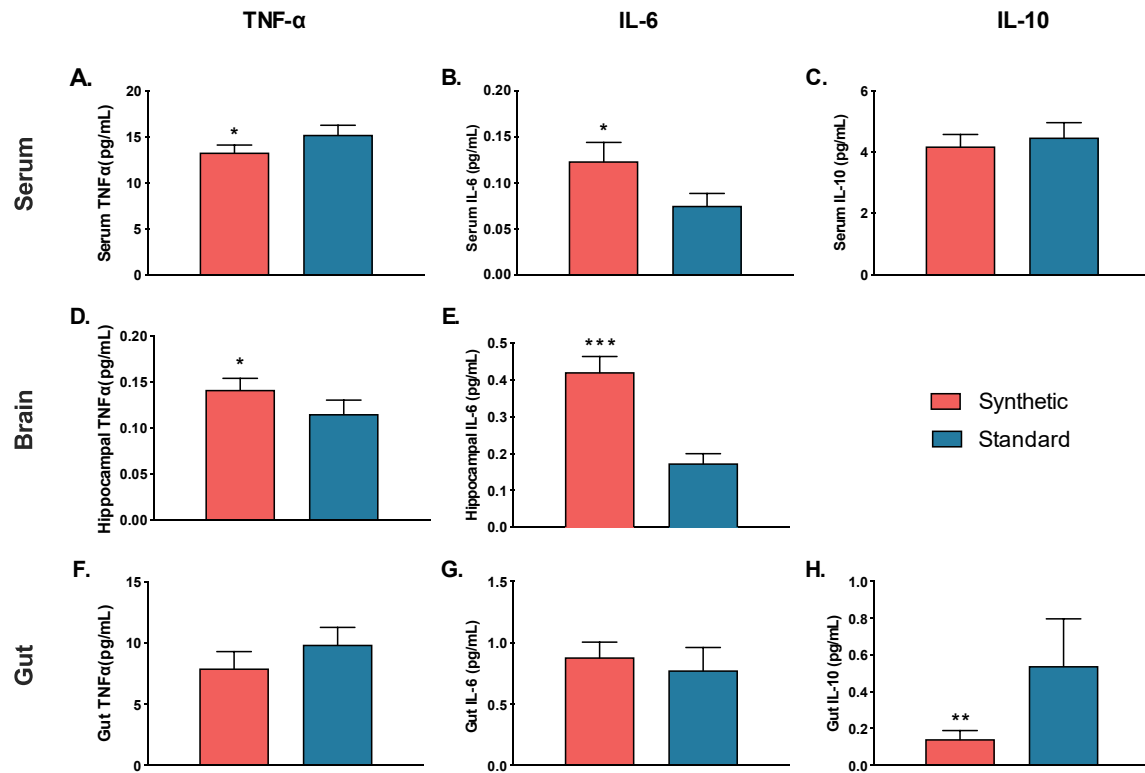 TNF-α
IL-6
IL-10
Serum
A.
Serum TNFα(pg/mL)
20
15
10
5
0
*
B.
Serum IL-6 (pg/mL)
0.20
0.15
0.10
0.05
0.00
*
C.
Serum IL-10 (pg/mL)
6
4
2
0
Brain
D.
Hippocampal TNFα(pg/mL)
0.20
0.15
0.10
0.05
0.00
*
E.
Hippocampal IL-6 (pg/mL)
0.5
0.4
0.3
0.2
0.1
0.0
***
Synthetic
Standard
Gut
F.
Gut TNFα(pg/mL)
15
10
5
0
G.
Gut IL-6 (pg/mL)
1.5
1.0
0.5
0.0
H.
Gut IL-10 (pg/mL)
1.0
0.8
0.6
0.4
0.2
0.0
**